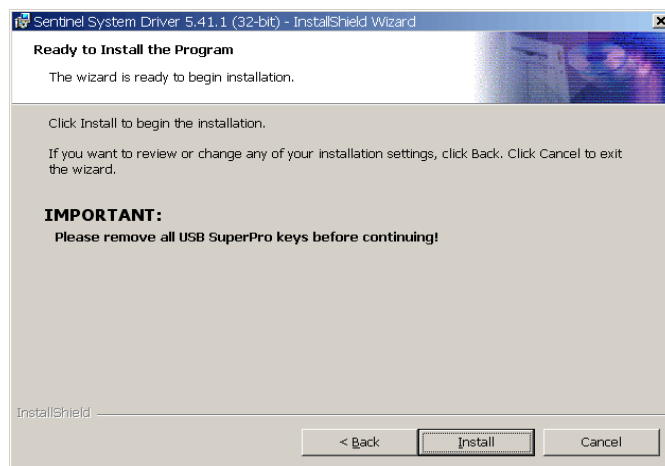 Sentinel System Driver 5.41.1 (32-bit) - InstallShield Wizard
Ready to Install the Program
The wizard is ready to begin installation.
Click Install to begin the installation.
If you want to review or change any of your installation settings, click Back. Click Cancel to exit
the wizard.
IMPORTANT:
Please remove all USB SuperPro keys before continuing!
InstallShield
< Back
Install
Cancel